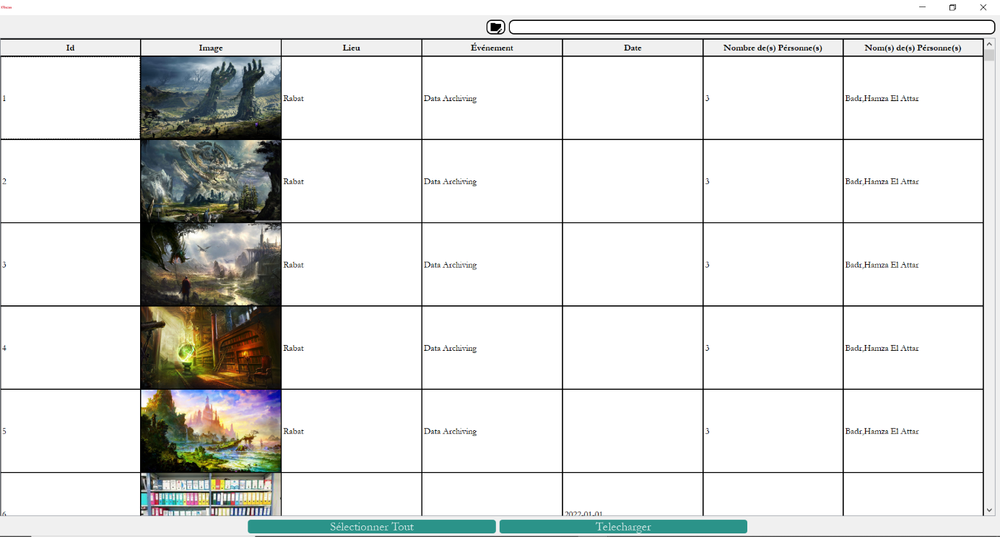 Id Image Lieu Événement Date Nombre de(s) Pérsonne(s) Nom(s) de(s) Pérsonne(s)
1 Rabat Data Archiving 3 Badr,Hamza El Attar
2 Rabat Data Archiving 3 Badr,Hamza El Attar
3 Rabat Data Archiving 3 Badr,Hamza El Attar
4 Rabat Data Archiving 3 Badr,Hamza El Attar
5 Rabat Data Archiving 3 Badr,Hamza El Attar
6 2022-01-01
Sélectionner Tout Telecharger